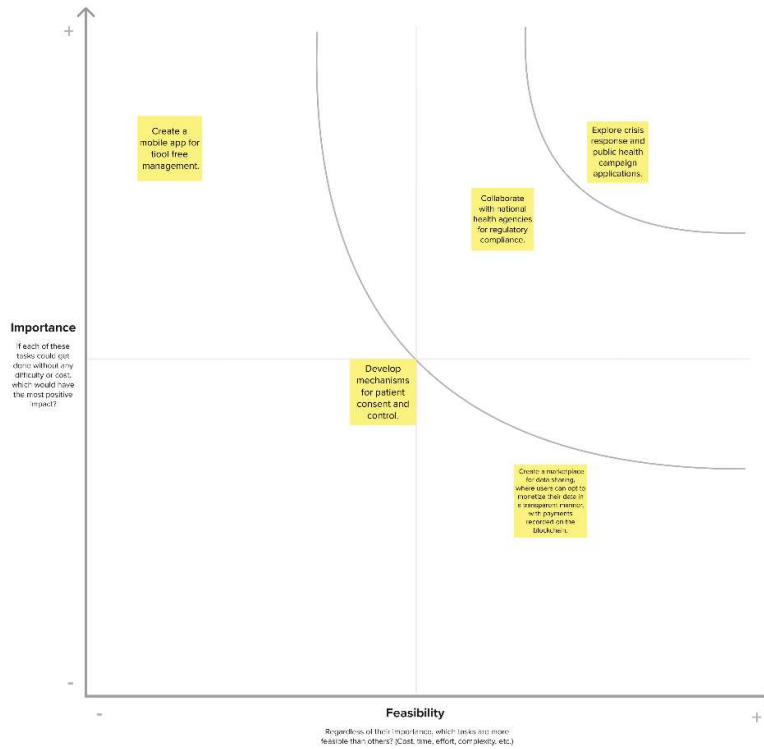 +
Create a
mobile app for
tiool free
management.
Explore crisis
response and
public health
campaign
applications.
Collaborate
with national
health agencies
for regulatory
compliance.
Importance
If each of these
tasks could get
done without any
difficulty or cost,
which would have
the most positive
impact?
Develop
mechanisms
for patient
consent and
control.
Create a marketplace
for data sharing,
where users can opt to
monetize their data in
a transparent manner,
with payments
recorded on the
blockchain.
-
-
Feasibility
+
Regardless of their importance, which tasks are more
feasible than others? (Cost, time, effort, complexity, etc.)